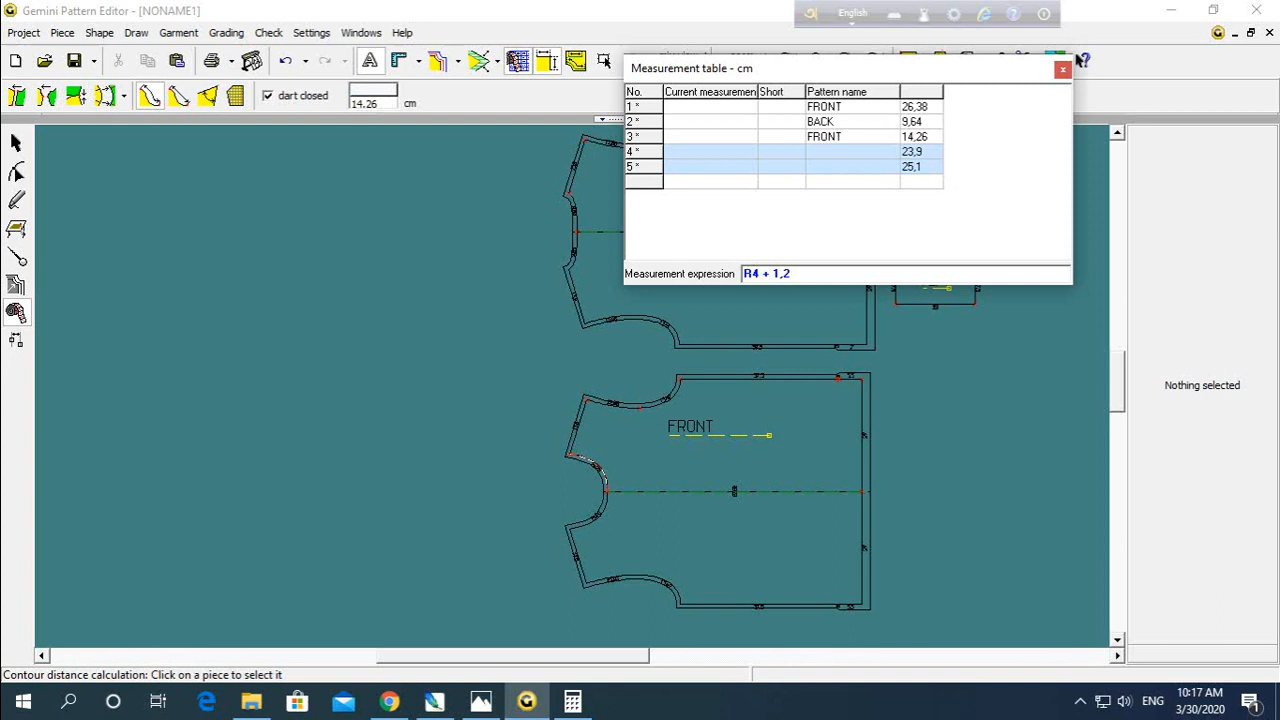 Gemini Pattern Editor - [NONAME1]
English
Project Piece Shape Draw Garment Grading Check Settings Windows Help
dart closed
14.26 cm
Measurement table - cm
No. Current measuremen Short Pattern name
1 * FRONT 26,38
2 * BACK 9,64
3 * FRONT 14,26
4 * 23,9
5 * 25,1
Measurement expression R4 + 1,2
FRONT
Nothing selected
Contour distance calculation: Click on a piece to select it
ENG
10:17 AM
3/30/2020